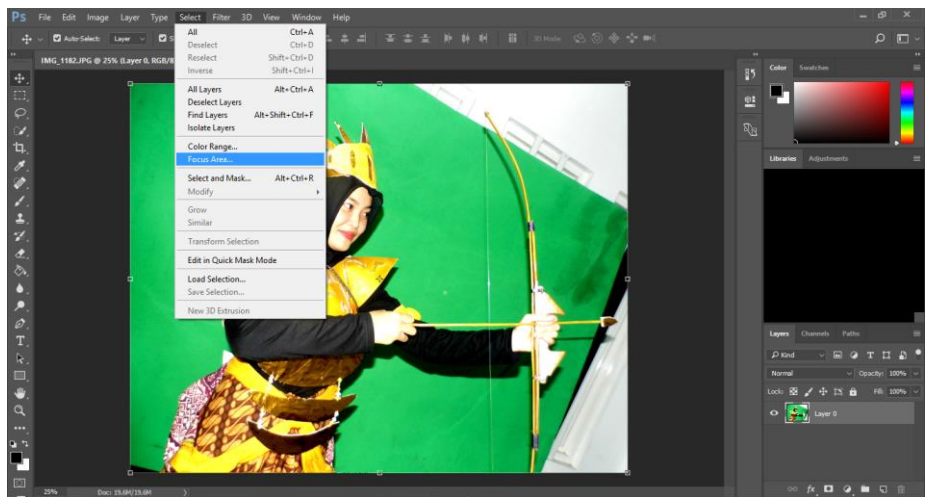 Ps File Edit Image Layer Type Select Filter 3D View Window Help
Auto-Select: Layer S 3D Mode:
IMG_1182.JPG @ 25% (Layer 0, RGB/8
All Ctrl+A
Deselect Ctrl+D
Reselect Shift+Ctrl+D
Inverse Shift+Ctrl+I
All Layers Alt+Ctrl+A
Deselect Layers
Find Layers Alt+Shift+Ctrl+F
Isolate Layers
Color Range...
Focus Area...
Select and Mask... Alt+Ctrl+R
Modify
Grow
Similar
Transform Selection
Edit in Quick Mask Mode
Load Selection...
Save Selection...
New 3D Extrusion
Color Swatches
Libraries Adjustments
Layers Channels Paths
Kind
Normal Opacity: 100%
Lock: Fill: 100%
Layer 0
25% Doc: 19.6M/19.6M